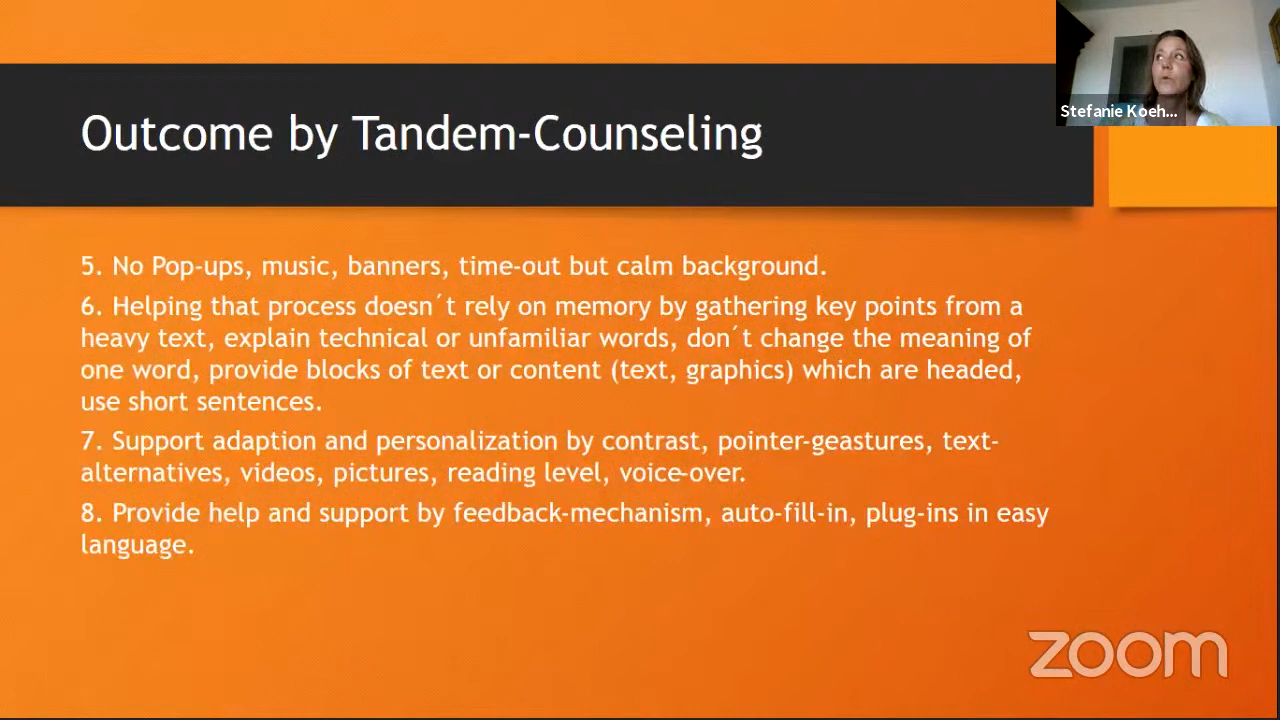 Stefanie Koeh...
Outcome by Tandem-Counseling
5. No Pop-ups, music, banners, time-out but calm background.
6. Helping that process doesn´t rely on memory by gathering key points from a
heavy text, explain technical or unfamiliar words, don´t change the meaning of
one word, provide blocks of text or content (text, graphics) which are headed,
use short sentences.
7. Support adaption and personalization by contrast, pointer-geastures, text-
alternatives, videos, pictures, reading level, voice-over.
8. Provide help and support by feedback-mechanism, auto-fill-in, plug-ins in easy
language.
zoom